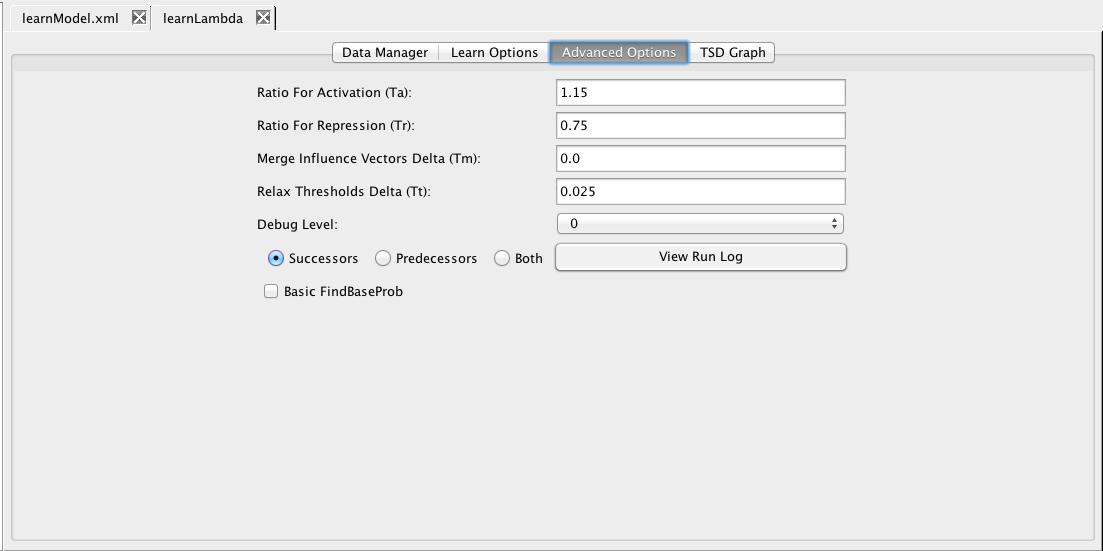 learnModel.xml learnLambda
Data Manager Learn Options Advanced Options TSD Graph
Ratio For Activation (Ta): 1.15
Ratio For Repression (Tr): 0.75
Merge Influence Vectors Delta (Tm): 0.0
Relax Thresholds Delta (Tt): 0.025
Debug Level: 0
Successors Predecessors Both View Run Log
Basic FindBaseProb